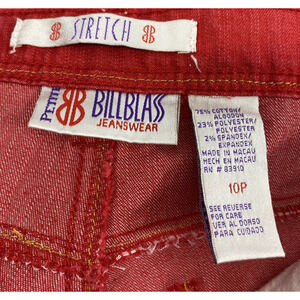 BB STRETCH BB
Petite
BB BILLBLASS
JEANSWEAR
75% COTTON/
ALGODON
23% POLYESTER/
POLYESTER
2% SPANDEX/
EXPANDEX
MADE IN MACAU
HECH EN MACAU
RN # 83910
10P
SEE REVERSE
FOR CARE
VER AL DORSO
PARA CUIDADO